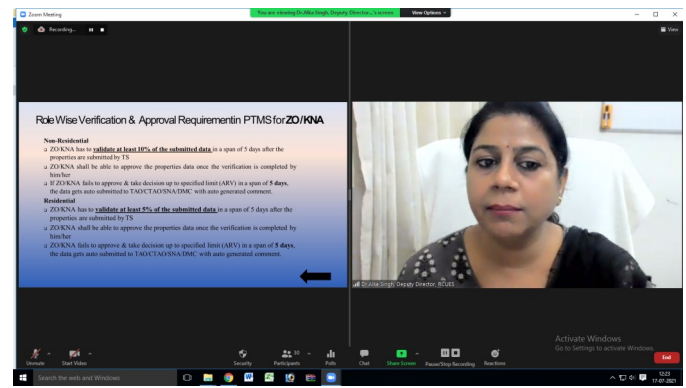 Zoom Meeting
You are viewing Dr.Alka Singh, Deputy Director,...'s screen
View Options
Recording...
View
Role Wise Verification & Approval Requirementin PTMS for ZO/KNA
Non-Residential
ZO/KNA has to validate at least 10% of the submitted data in a span of 5 days after the
properties are submitted by TS
ZO/KNA shall be able to approve the properties data once the verification is completed by
him/her
If ZO/KNA fails to approve & take decision up to specified limit (ARV) in a span of 5 days,
the data gets auto submitted to TAO/CTAO/SNA/DMC with auto generated comment.
Residential
ZO/KNA has to validate at least 5% of the submitted data in a span of 5 days after the
properties are submitted by TS
ZO/KNA shall be able to approve the properties data once the verification is completed by
him/her
ZO/KNA fails to approve & take decision up to specified limit (ARV) in a span of 5 days,
the data gets auto submitted to TAO/CTAO/SNA/DMC with auto generated comment.
Dr.Alka Singh, Deputy Director, RCUES
Activate Windows
Go to Settings to activate Windows.
Unmute
Start Video
Security
30
Participants
Polls
Chat
Share Screen
Pause/Stop Recording
Reactions
End
Search the web and Windows
12:23
17-07-2021